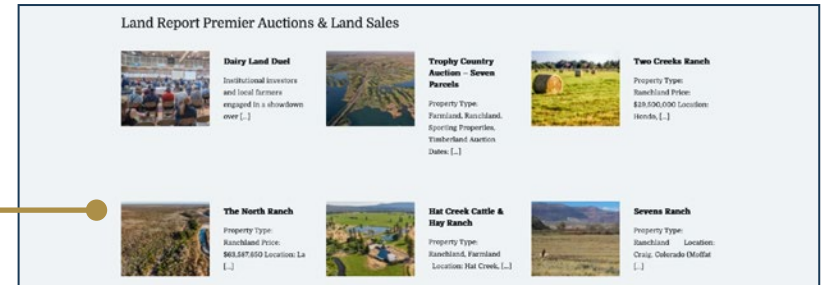 Land Report Premier Auctions & Land Sales
Dairy Land Duel
Institutional investors
and local farmers
engaged in a showdown
over [...]
Trophy Country
Auction – Seven
Parcels
Property Type:
Farmland, Ranchland,
Sporting Properties,
Timberland Auction
Dates: [...]
Two Creeks Ranch
Property Type:
Ranchland Price:
$29,500,000 Location:
Hondo, [...]
The North Ranch
Property Type:
Ranchland Price:
$63,587,650 Location: La
[...]
Hat Creek Cattle &
Hay Ranch
Property Type:
Ranchland, Farmland
Location: Hat Creek, [...]
Sevens Ranch
Property Type:
Ranchland Location:
Craig, Colorado (Moffat
[...]